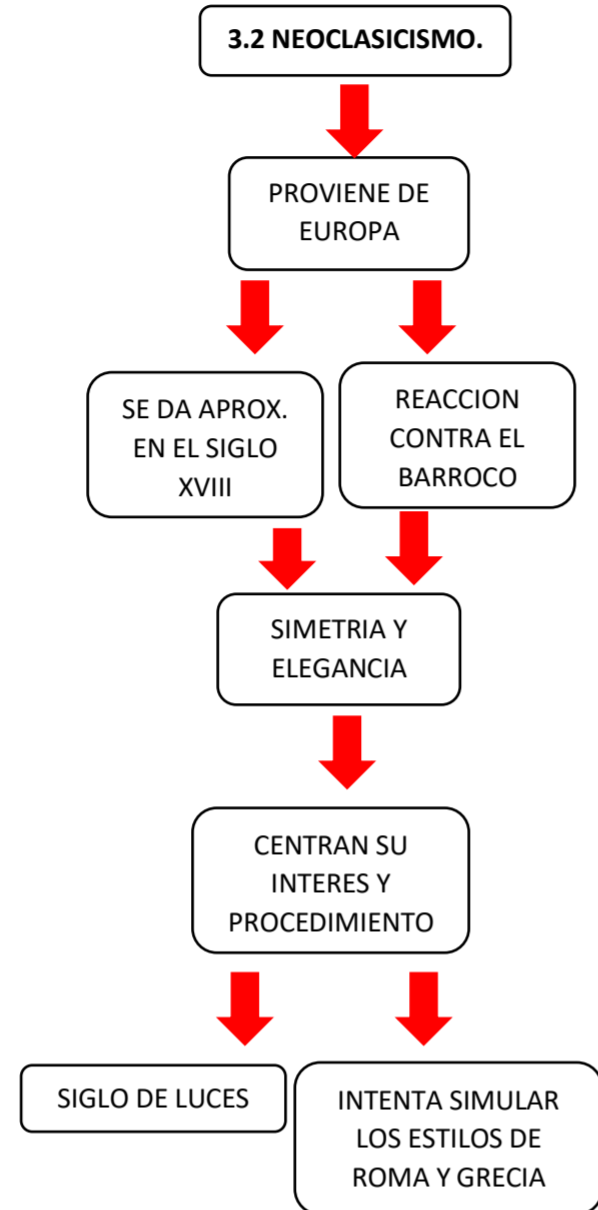 3.2 NEOCLASICISMO.
PROVIENE DE
EUROPA
SE DA APROX.
EN EL SIGLO
XVIII
REACCION
CONTRA EL
BARROCO
SIMETRIA Y
ELEGANCIA
CENTRAN SU
INTERES Y
PROCEDIMIENTO
SIGLO DE LUCES
INTENTA SIMULAR
LOS ESTILOS DE
ROMA Y GRECIA